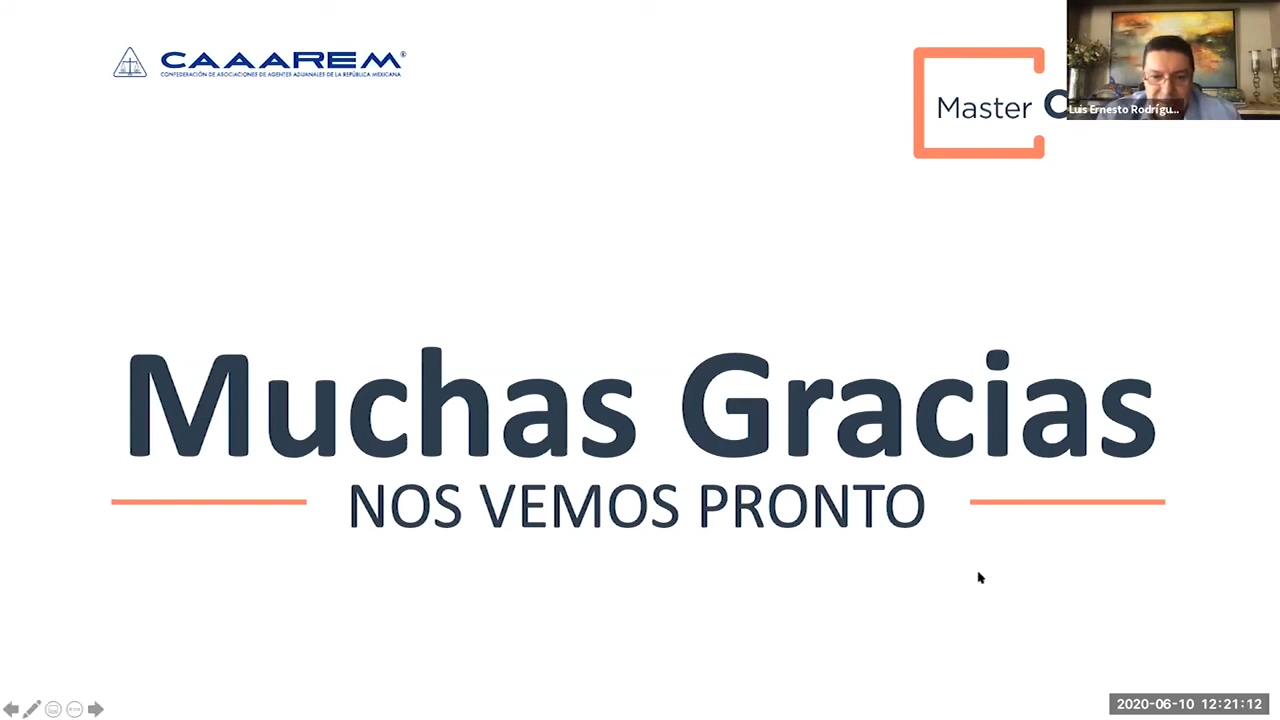 CAAAREM®
CONFEDERACIÓN DE ASOCIACIONES DE AGENTES ADUANALES DE LA REPÚBLICA MEXICANA
Master
Luis Ernesto Rodrígu...
Muchas Gracias
NOS VEMOS PRONTO
2020-06-10 12:21:12